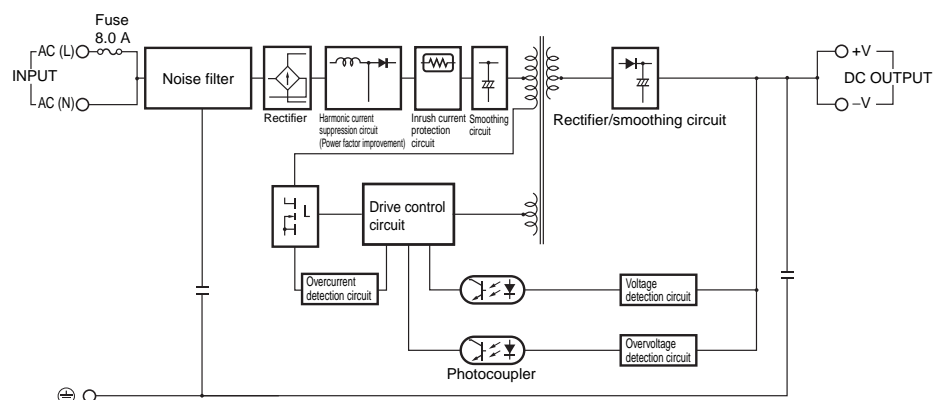 Fuse
8.0 A
AC (L)
INPUT
AC (N)
Noise filter
Rectifier
Harmonic current
suppression circuit
(Power factor improvement)
Inrush current
protection
circuit
Smoothing
circuit
Rectifier/smoothing circuit
+V
DC OUTPUT
−V
Drive control
circuit
Overcurrent
detection circuit
Voltage
detection circuit
Overvoltage
detection circuit
Photocoupler